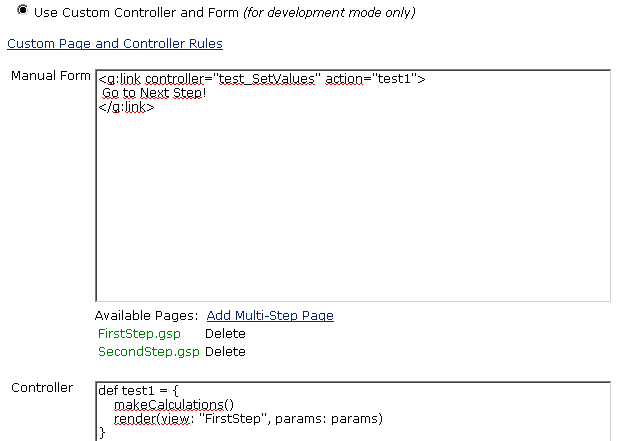 Use Custom Controller and Form (for development mode only)
Custom Page and Controller Rules
Manual Form
<g:link controller="test_SetValues" action="test1">
Go to Next Step!
</g:link>
Available Pages: Add Multi-Step Page
FirstStep.gsp Delete
SecondStep.gsp Delete
Controller
def test1 = {
makeCalculations()
render(view: "FirstStep", params: params)
}